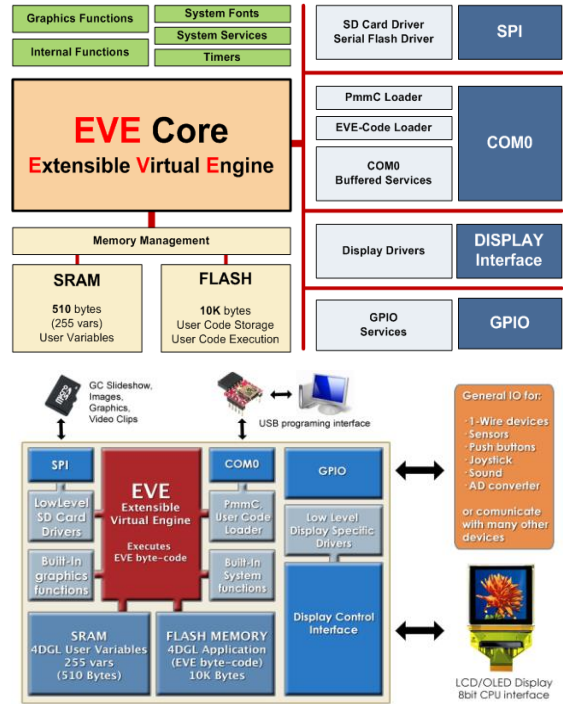 Graphics Functions
Internal Functions
System Fonts
System Services
Timers
EVE Core
Extensible Virtual Engine
Memory Management
SRAM
510 bytes
(255 vars)
User Variables
FLASH
10K bytes
User Code Storage
User Code Execution
SD Card Driver
Serial Flash Driver
SPI
PmmC Loader
EVE-Code Loader
COM0
Buffered Services
COM0
Display Drivers
DISPLAY
Interface
GPIO
Services
GPIO
micro
GC Slideshow,
Images,
Graphics,
Video Clips
USB programing interface
SPI
LowLevel
SD Card
Drivers
Built-In
graphics
functions
EVE
Extensible
Virtual Engine
Executes
EVE byte-code
COM0
PmmC,
User Code
Loader
Built-In
System
functions
GPIO
Low Level
Display Specific
Drivers
Display Control
Interface
SRAM
4DGL User Variables
255 vars
(510 Bytes)
FLASH MEMORY
4DGL Application
(EVE byte-code)
10K Bytes
General IO for:
· 1-Wire devices
· Sensors
· Push buttons
· Joystick
· Sound
· AD converter
or comunicate
with many other
devices
LCD/OLED Display
8bit CPU interface